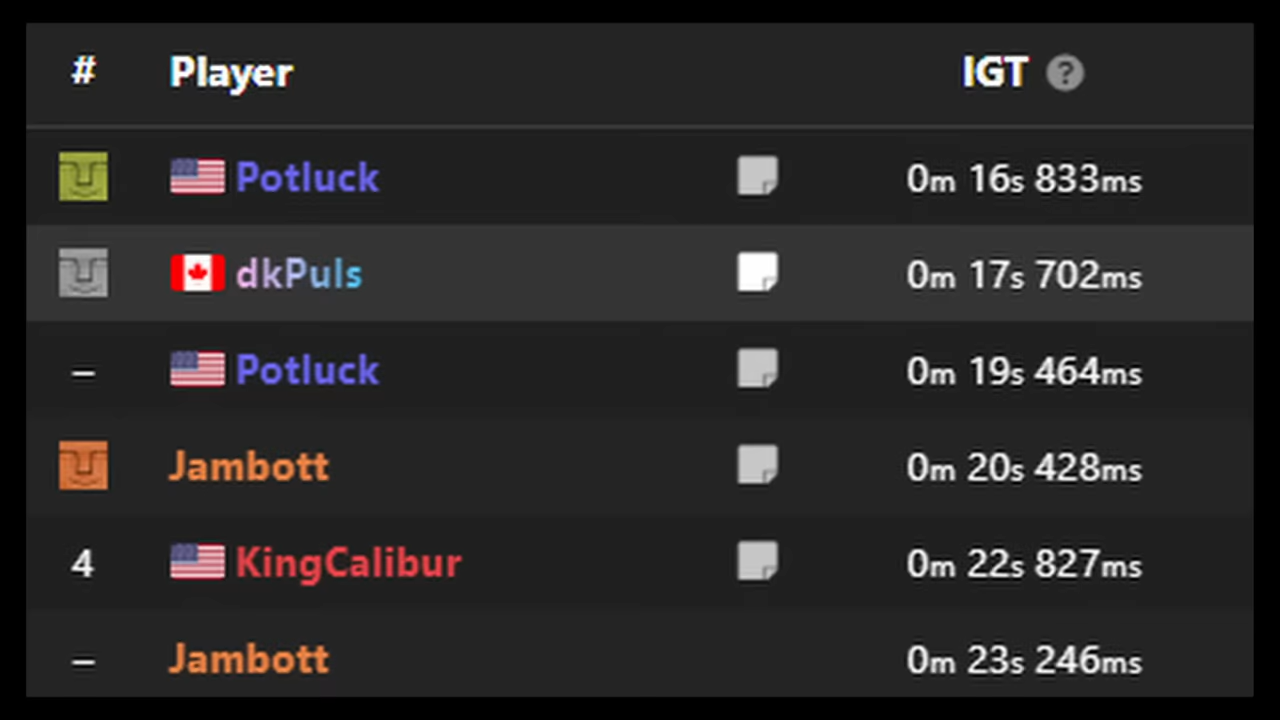 # Player IGT ?
Potluck 0m 16s 833ms
dkPuls 0m 17s 702ms
– Potluck 0m 19s 464ms
Jambott 0m 20s 428ms
4 KingCalibur 0m 22s 827ms
– Jambott 0m 23s 246ms